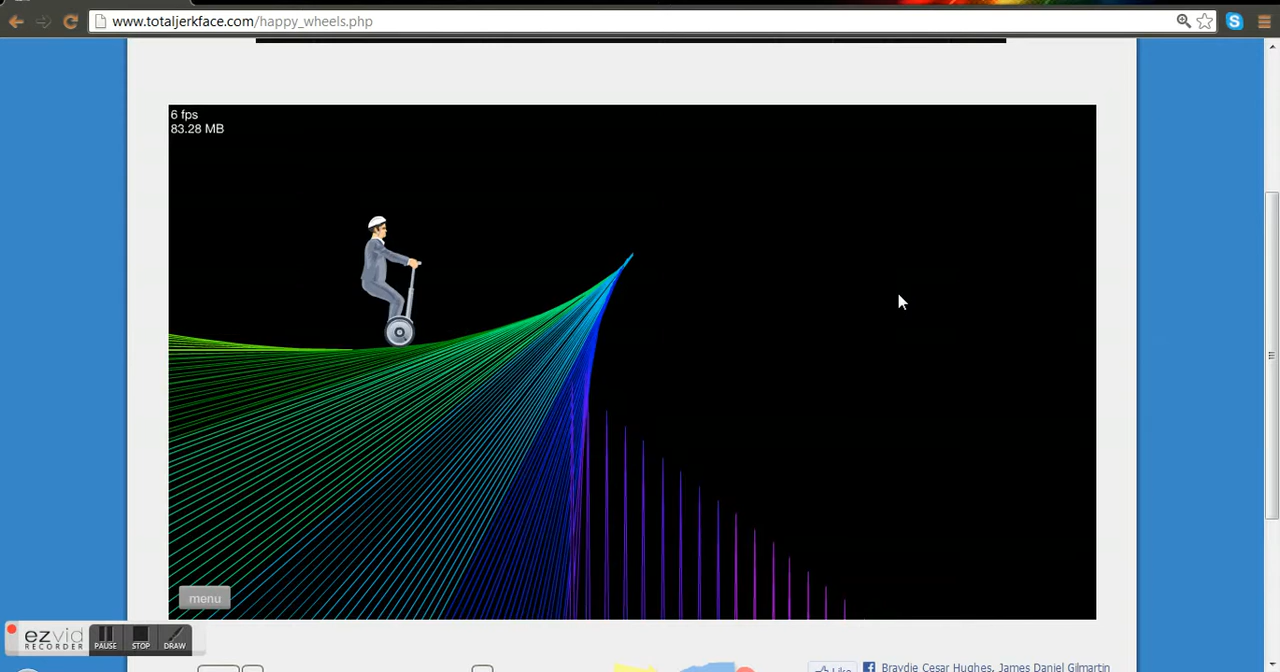 www.totaljerkface.com/happy_wheels.php
6 fps
83.28 MB
menu
ezvid
RECORDER
PAUSE
STOP
DRAW
Like
Braydie Cesar Hughes, James Daniel Gilmartin